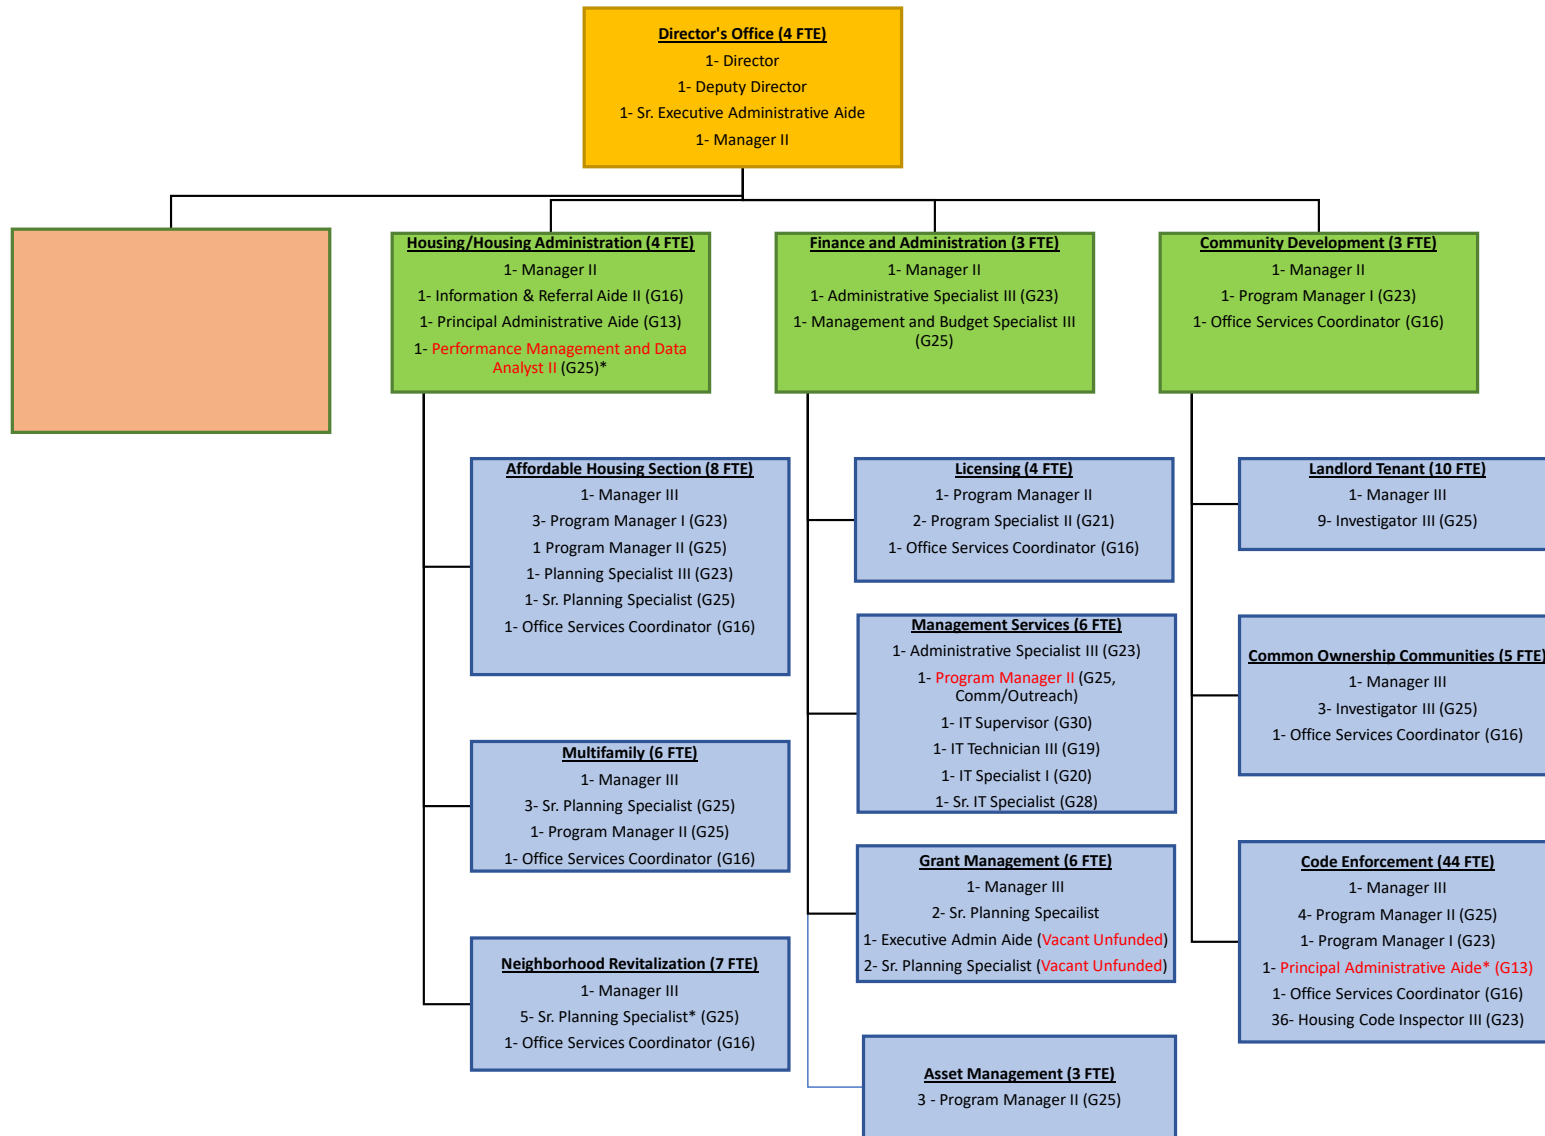 Director's Office (4 FTE)
1- Director
1- Deputy Director
1- Sr. Executive Administrative Aide
1- Manager II
Housing/Housing Administration (4 FTE)
1- Manager II
1- Information & Referral Aide II (G16)
1- Principal Administrative Aide (G13)
1- Performance Management and Data
Analyst II (G25)*
Finance and Administration (3 FTE)
1- Manager II
1- Administrative Specialist III (G23)
1- Management and Budget Specialist III
(G25)
Community Development (3 FTE)
1- Manager II
1- Program Manager I (G23)
1- Office Services Coordinator (G16)
Affordable Housing Section (8 FTE)
1- Manager III
3- Program Manager I (G23)
1 Program Manager II (G25)
1- Planning Specialist III (G23)
1- Sr. Planning Specialist (G25)
1- Office Services Coordinator (G16)
Multifamily (6 FTE)
1- Manager III
3- Sr. Planning Specialist (G25)
1- Program Manager II (G25)
1- Office Services Coordinator (G16)
Neighborhood Revitalization (7 FTE)
1- Manager III
5- Sr. Planning Specialist* (G25)
1- Office Services Coordinator (G16)
Licensing (4 FTE)
1- Program Manager II
2- Program Specialist II (G21)
1- Office Services Coordinator (G16)
Management Services (6 FTE)
1- Administrative Specialist III (G23)
1- Program Manager II (G25,
Comm/Outreach)
1- IT Supervisor (G30)
1- IT Technician III (G19)
1- IT Specialist I (G20)
1- Sr. IT Specialist (G28)
Grant Management (6 FTE)
1- Manager III
2- Sr. Planning Specailist
1- Executive Admin Aide (Vacant Unfunded)
2- Sr. Planning Specialist (Vacant Unfunded)
Asset Management (3 FTE)
3 - Program Manager II (G25)
Landlord Tenant (10 FTE)
1- Manager III
9- Investigator III (G25)
Common Ownership Communities (5 FTE)
1- Manager III
3- Investigator III (G25)
1- Office Services Coordinator (G16)
Code Enforcement (44 FTE)
1- Manager III
4- Program Manager II (G25)
1- Program Manager I (G23)
1- Principal Administrative Aide* (G13)
1- Office Services Coordinator (G16)
36- Housing Code Inspector III (G23)